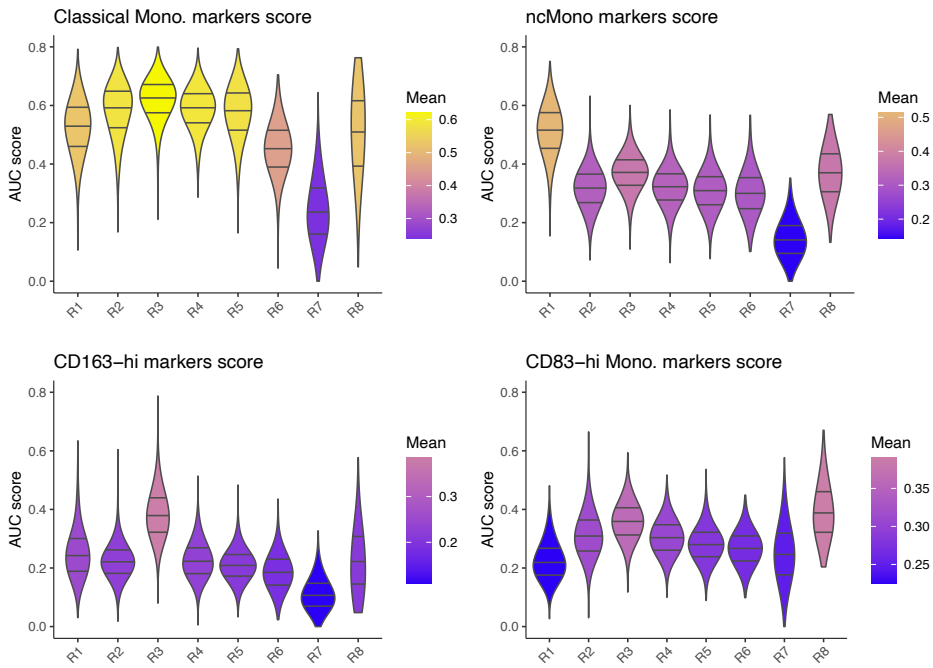 Classical Mono. markers score
AUC score
0.8
0.6
0.4
0.2
0.0
R1 R2 R3 R4 R5 R6 R7 R8
Mean
0.6
0.5
0.4
0.3
ncMono markers score
AUC score
0.8
0.6
0.4
0.2
0.0
R1 R2 R3 R4 R5 R6 R7 R8
Mean
0.5
0.4
0.3
0.2
CD163−hi markers score
AUC score
0.8
0.6
0.4
0.2
0.0
R1 R2 R3 R4 R5 R6 R7 R8
Mean
0.3
0.2
CD83−hi Mono. markers score
AUC score
0.8
0.6
0.4
0.2
0.0
R1 R2 R3 R4 R5 R6 R7 R8
Mean
0.35
0.30
0.25